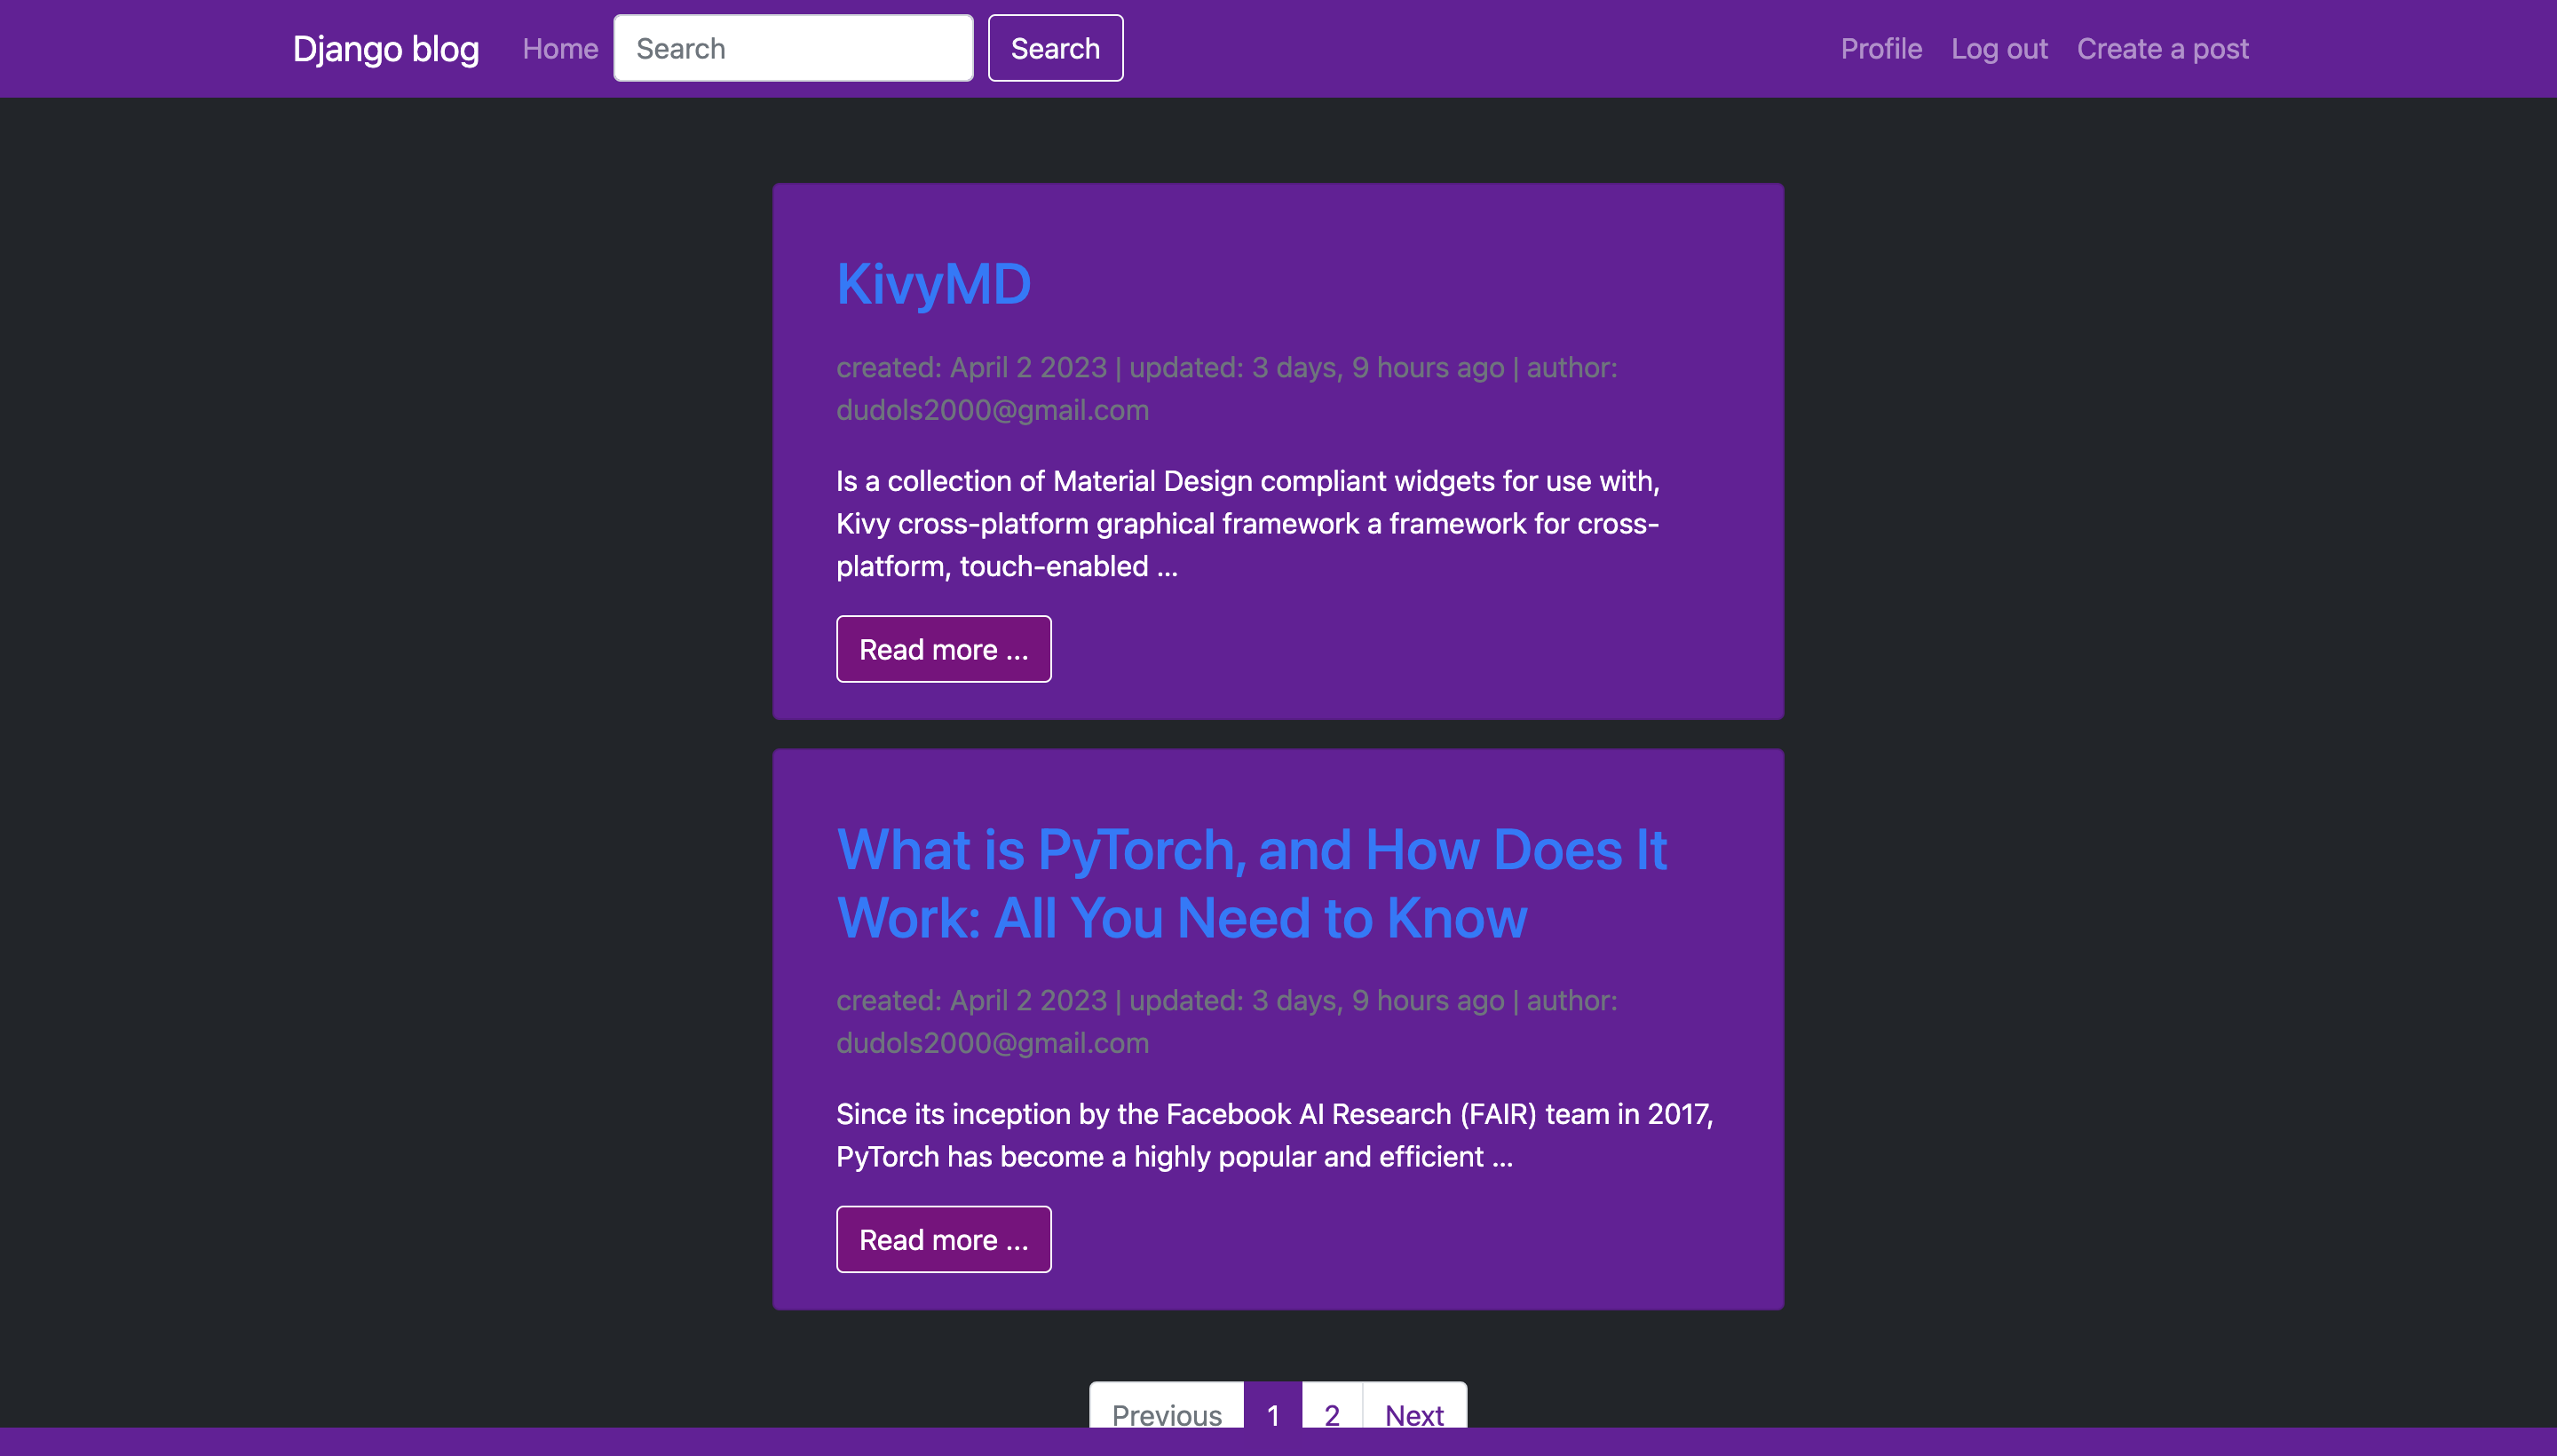 Django blog Home Search Search Profile Log out Create a post
KivyMD
created: April 2 2023 | updated: 3 days, 9 hours ago | author:
dudols2000@gmail.com
Is a collection of Material Design compliant widgets for use with,
Kivy cross-platform graphical framework a framework for cross-
platform, touch-enabled ...
Read more ...
What is PyTorch, and How Does It
Work: All You Need to Know
created: April 2 2023 | updated: 3 days, 9 hours ago | author:
dudols2000@gmail.com
Since its inception by the Facebook AI Research (FAIR) team in 2017,
PyTorch has become a highly popular and efficient ...
Read more ...
Previous 1 2 Next